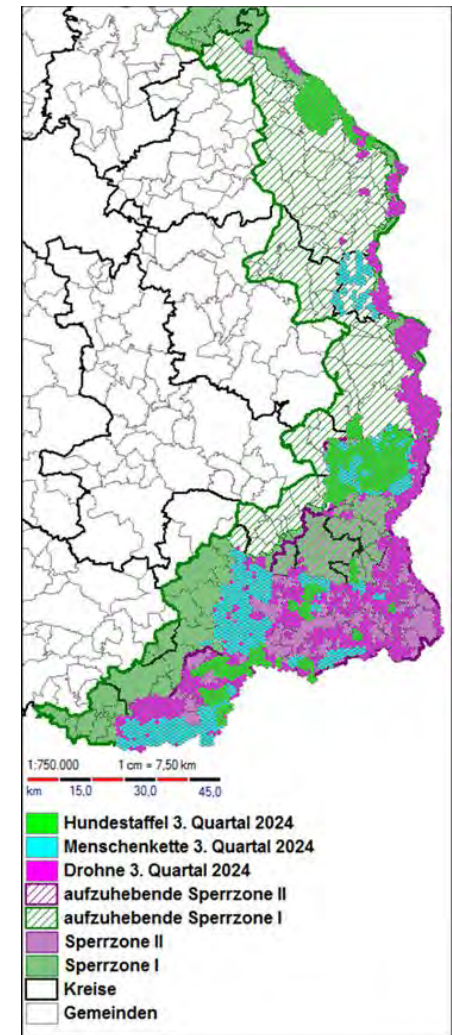 1:750.000 1 cm = 7,50 km
km 15,0 30,0 45,0
Hundestaffel 3. Quartal 2024
Menschenkette 3. Quartal 2024
Drohne 3. Quartal 2024
aufzuhebende Sperrzone II
aufzuhebende Sperrzone I
Sperrzone II
Sperrzone I
Kreise
Gemeinden